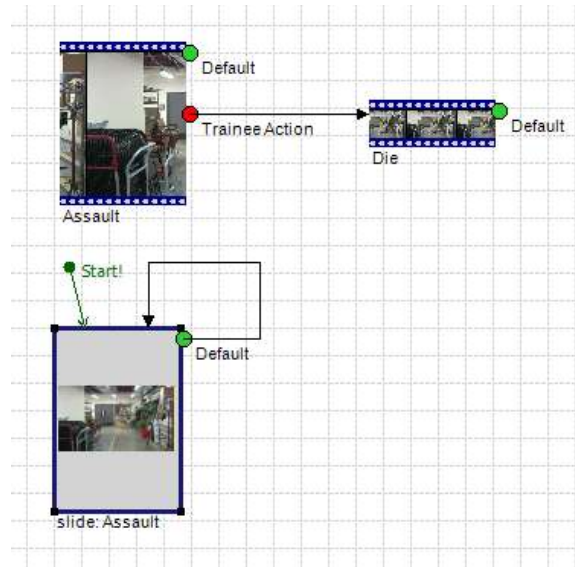 Default
Trainee Action
Default
Die
Assault
Start!
Default
slide: Assault